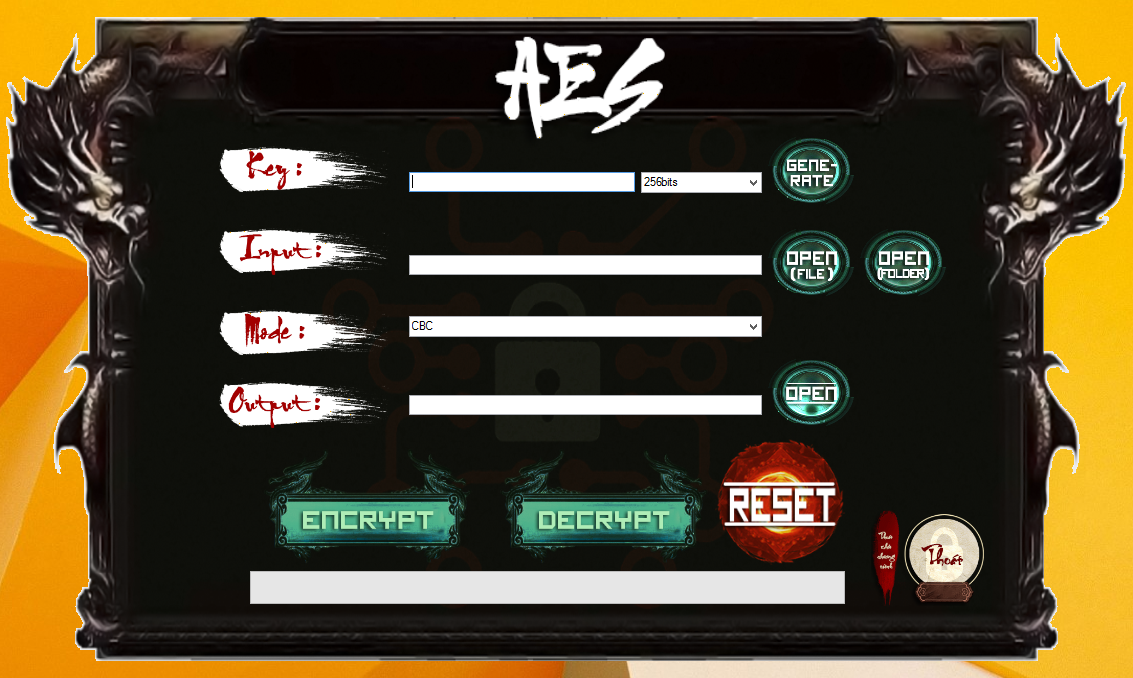 AES
Key :
256bits
GENE-
RATE
Input :
OPEN
(FILE )
OPEN
(FOLDER)
Mode :
CBC
Output :
OPEN
ENCRYPT
DECRYPT
RESET
Thoát